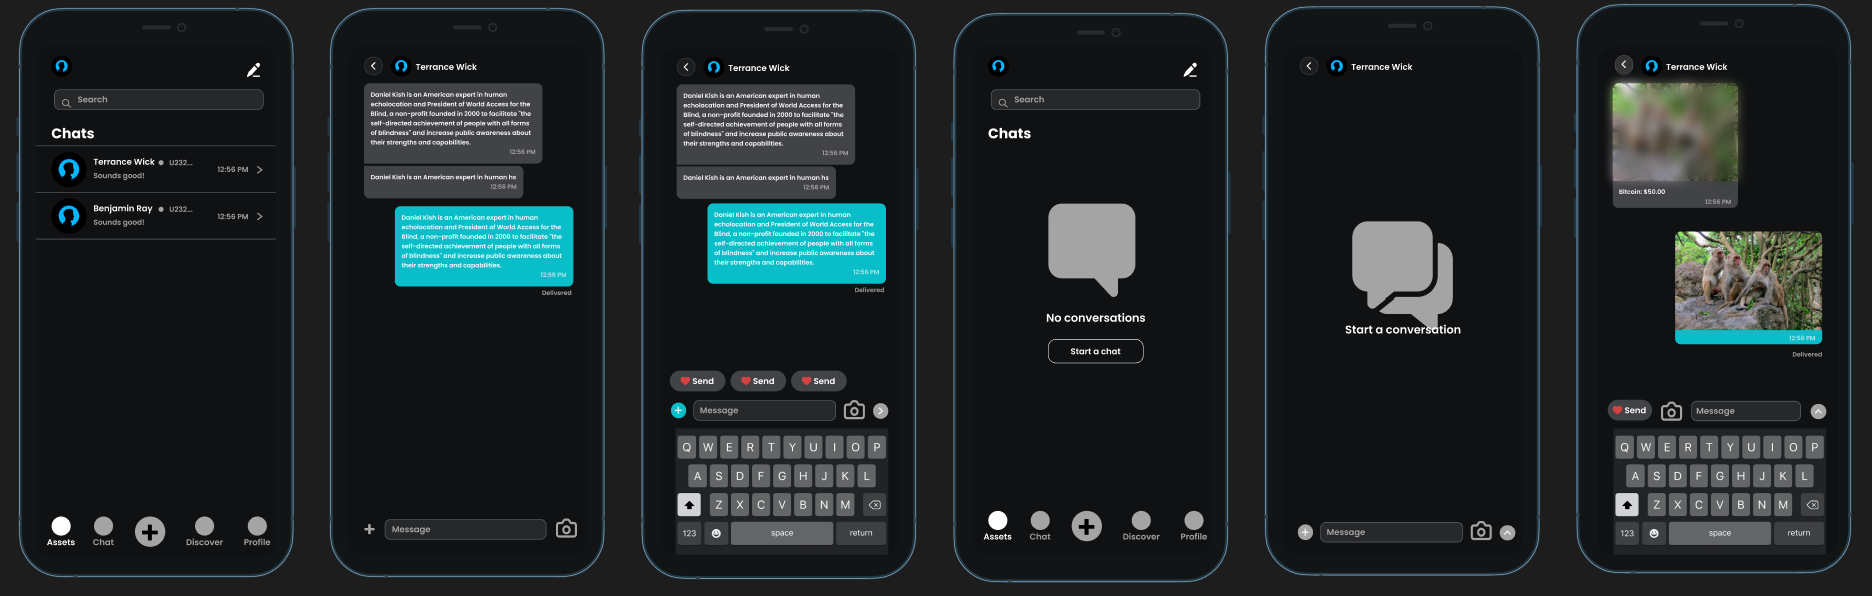 Search
Chats
Terrance Wick
U232...
Sounds good!
12:56 PM
Benjamin Ray
U232...
Sounds good!
12:56 PM
Assets
Chat
Discover
Profile
Terrance Wick
Daniel Kish is an American expert in human
echolocation and President of World Access for the
Blind, a non-profit founded in 2000 to facilitate "the
self-directed achievement of people with all forms
of blindness" and increase public awareness about
their strengths and capabilities.
12:56 PM
Daniel Kish is an American expert in human hs
12:56 PM
Daniel Kish is an American expert in human
echolocation and President of World Access for the
Blind, a non-profit founded in 2000 to facilitate "the
self-directed achievement of people with all forms
of blindness" and increase public awareness about
their strengths and capabilities.
12:56 PM
Delivered
Message
Terrance Wick
Daniel Kish is an American expert in human
echolocation and President of World Access for the
Blind, a non-profit founded in 2000 to facilitate "the
self-directed achievement of people with all forms
of blindness" and increase public awareness about
their strengths and capabilities.
12:56 PM
Daniel Kish is an American expert in human hs
12:56 PM
Daniel Kish is an American expert in human
echolocation and President of World Access for the
Blind, a non-profit founded in 2000 to facilitate "the
self-directed achievement of people with all forms
of blindness" and increase public awareness about
their strengths and capabilities.
12:56 PM
Delivered
Send Send Send
Message
Q W E R T Y U I O P
A S D F G H J K L
Z X C V B N M
123 space return
Search
Chats
No conversations
Start a chat
Assets
Chat
Discover
Profile
Terrance Wick
Start a conversation
Message
Terrance Wick
Bitcoin: $50.00
12:56 PM
12:56 PM
Delivered
Send
Message
Q W E R T Y U I O P
A S D F G H J K L
Z X C V B N M
123 space return